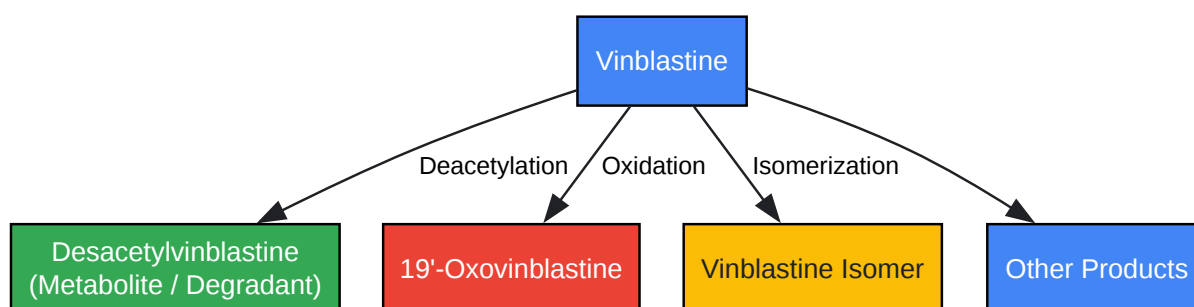 Vinblastine
Deacetylation
Oxidation
Isomerization
Desacetylvinblastine
(Metabolite / Degradant)
19'-Oxovinblastine
Vinblastine Isomer
Other Products